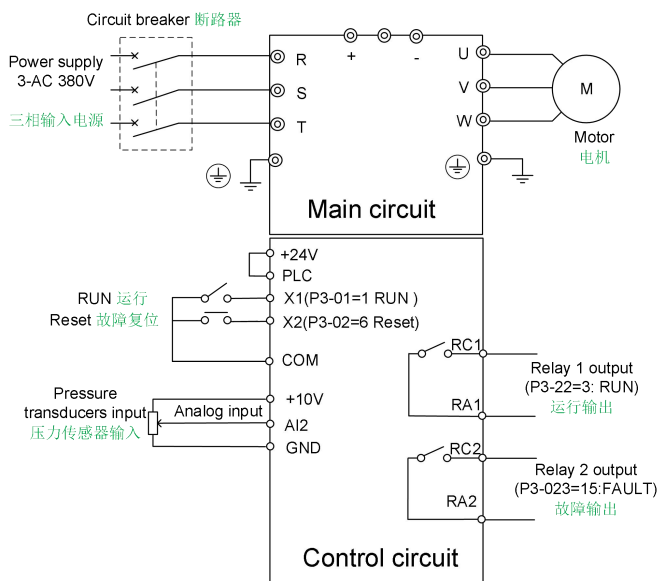 Circuit breaker 断路器
Power supply
3-AC 380V
三相输入电源
R
S
T
+
-
U
V
W
M
Motor
电机
Main circuit
+24V
PLC
RUN 运行
X1(P3-01=1 RUN )
Reset 故障复位
X2(P3-02=6 Reset)
COM
Pressure
transducers input
压力传感器输入
Analog input
+10V
AI2
GND
RC1
RA1
Relay 1 output
(P3-22=3: RUN)
运行输出
RC2
RA2
Relay 2 output
(P3-023=15:FAULT)
故障输出
Control circuit